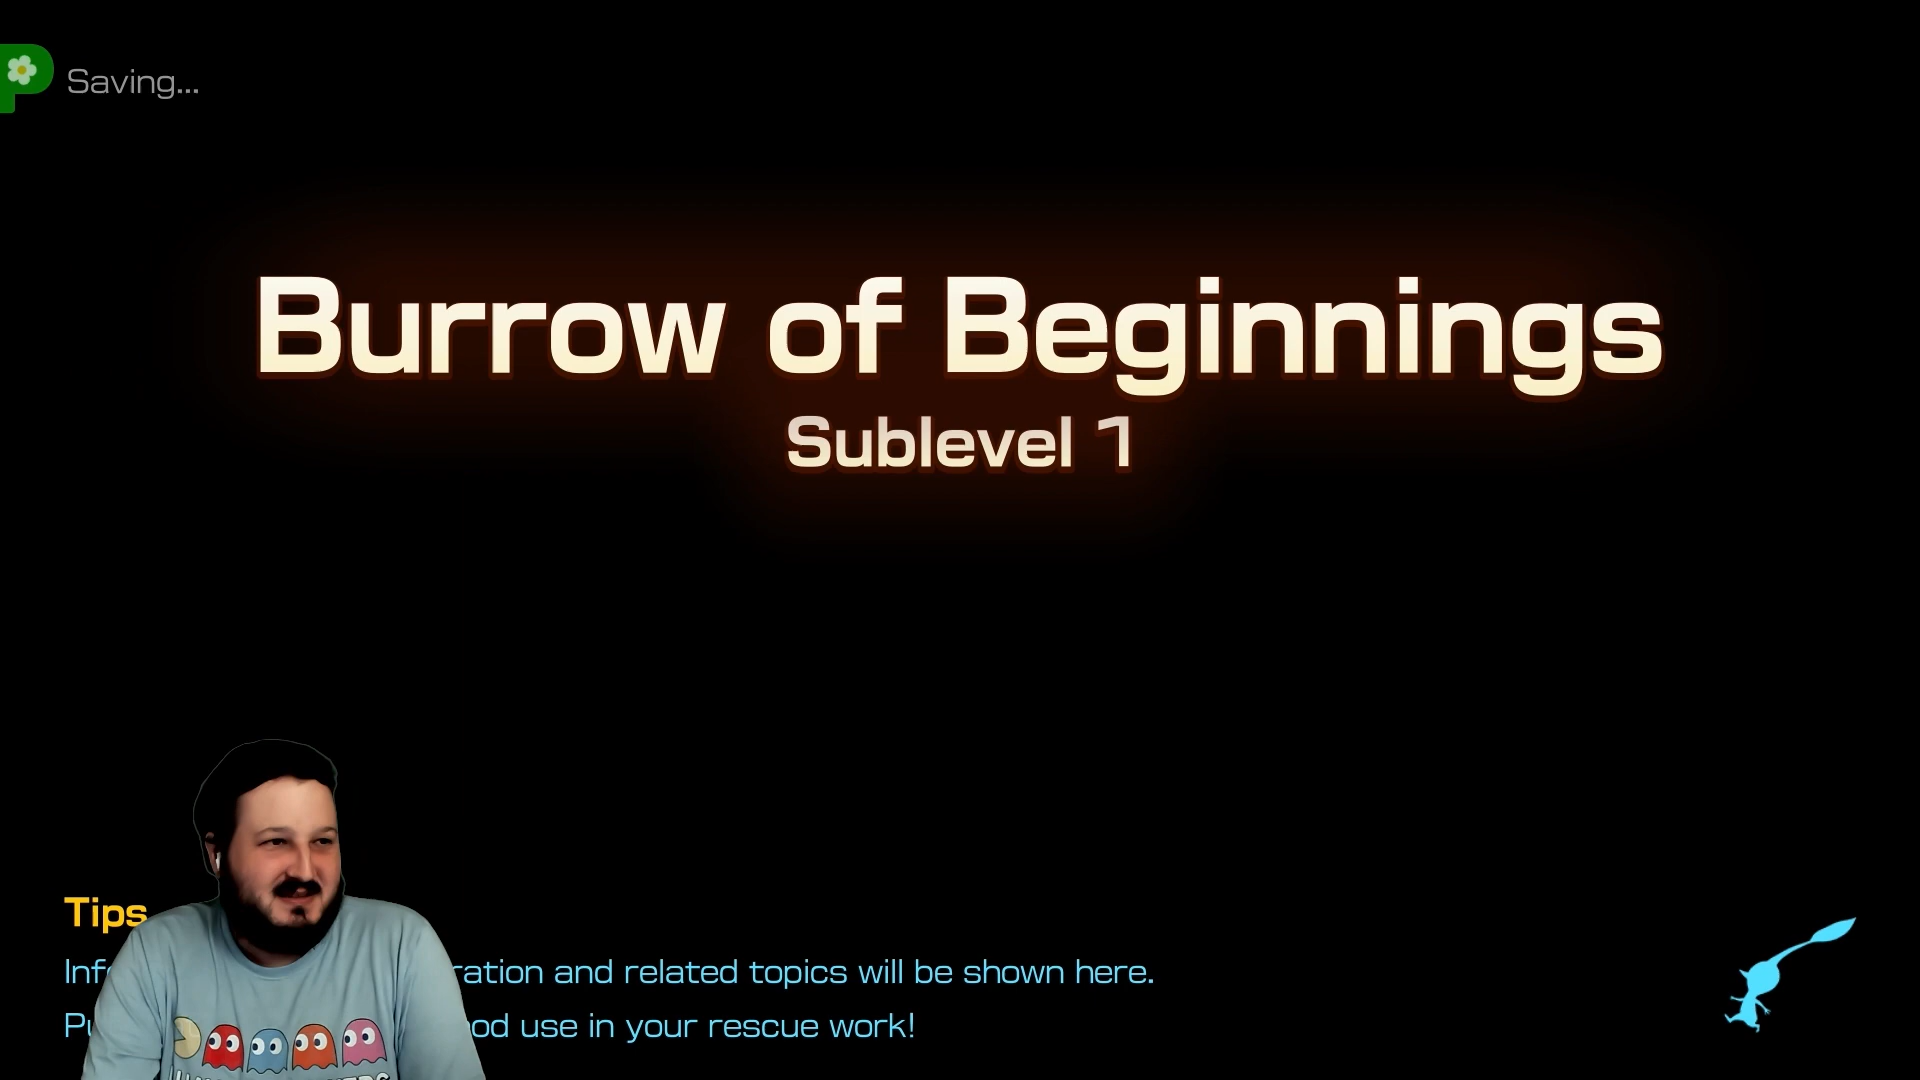 Saving...
Burrow of Beginnings
Sublevel 1
Tips
ration and related topics will be shown here.
use in your rescue work!